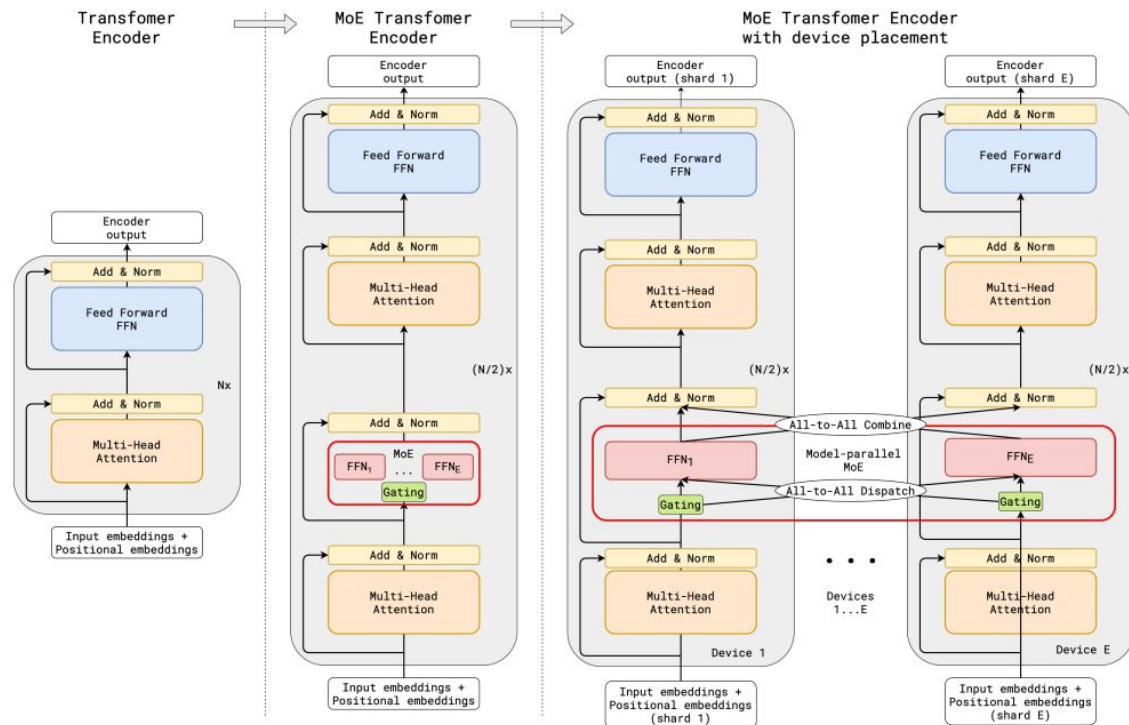 Transfomer
Encoder
Encoder
output
Add & Norm
Feed Forward
FFN
Nx
Add & Norm
Multi-Head
Attention
Input embeddings +
Positional embeddings
MoE Transfomer
Encoder
Encoder
output
Add & Norm
Feed Forward
FFN
Add & Norm
Multi-Head
Attention
(N/2)x
Add & Norm
MoE
FFN1 ... FFNE
Gating
Add & Norm
Multi-Head
Attention
Input embeddings +
Positional embeddings
MoE Transfomer Encoder
with device placement
Encoder
output (shard 1)
Add & Norm
Feed Forward
FFN
Add & Norm
Multi-Head
Attention
(N/2)x
Add & Norm
All-to-All Combine
FFN1
Model-parallel
MoE
All-to-All Dispatch
Gating
Add & Norm
Multi-Head
Attention
Device 1
Input embeddings +
Positional embeddings
(shard 1)
. . .
Devices
1...E
Encoder
output (shard E)
Add & Norm
Feed Forward
FFN
Add & Norm
Multi-Head
Attention
(N/2)x
Add & Norm
FFNE
Gating
Add & Norm
Multi-Head
Attention
Device E
Input embeddings +
Positional embeddings
(shard E)